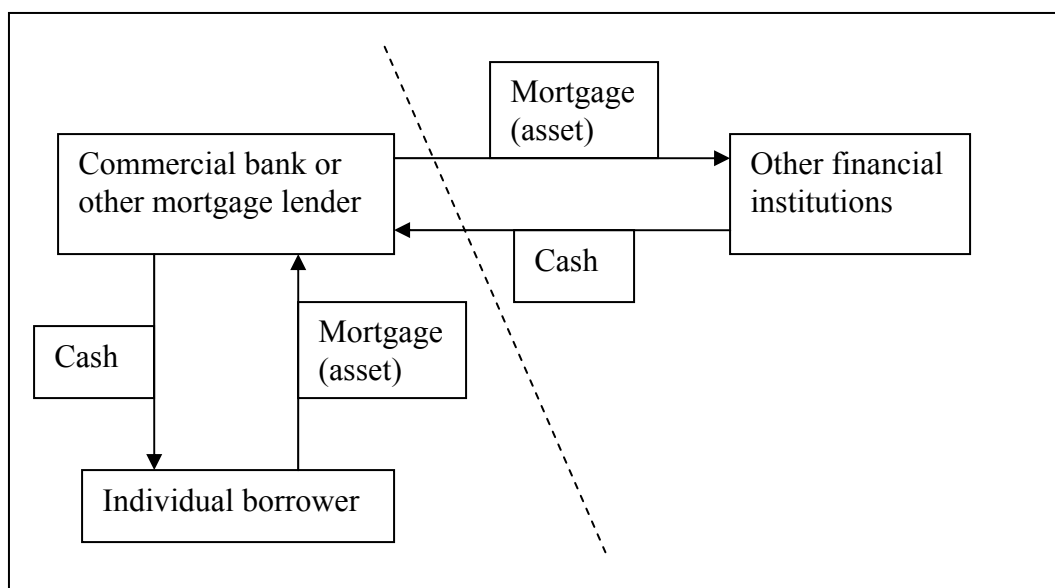 Mortgage
(asset)
Commercial bank or
other mortgage lender
Other financial
institutions
Cash
Cash
Mortgage
(asset)
Individual borrower